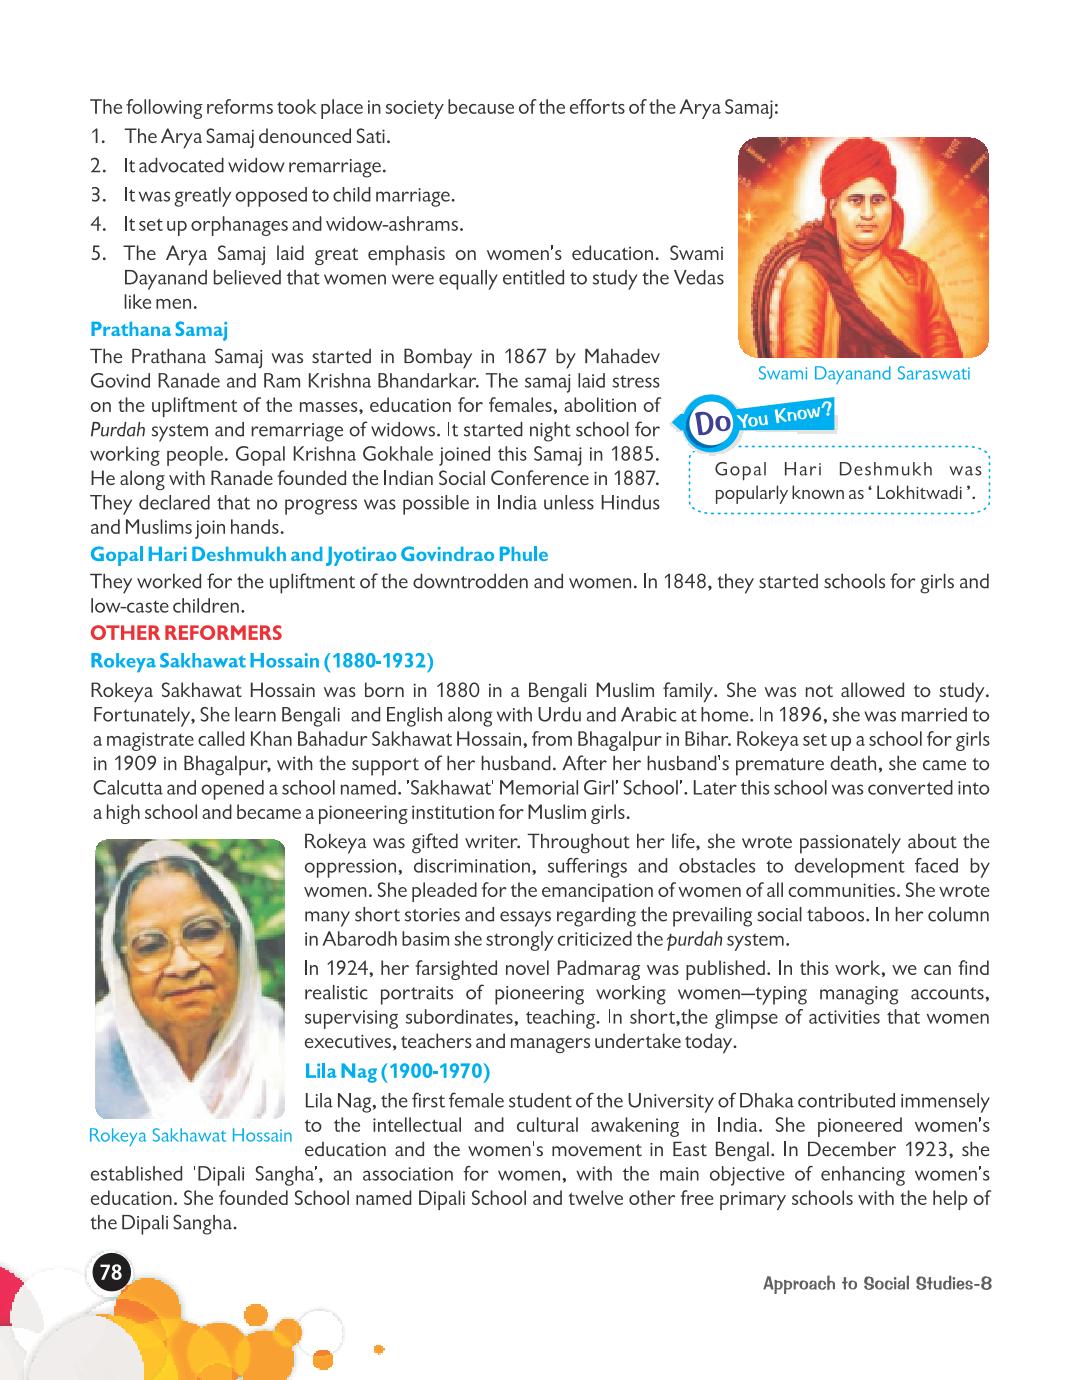 The following reforms took place in society because of the efforts of the Arya Samaj:
1. The Arya Samaj denounced Sati.
2. It advocated widow remarriage.
3. It was greatly opposed to child marriage.
4. It set up orphanages and widow-ashrams.
5. The Arya Samaj laid great emphasis on women's education. Swami
Dayanand believed that women were equally entitled to study the Vedas
like men.
Swami Dayanand Saraswati
Prathana Samaj
The Prathana Samaj was started in Bombay in 1867 by Mahadev
Govind Ranade and Ram Krishna Bhandarkar. The samaj laid stress
on the upliftment of the masses, education for females, abolition of
Purdah system and remarriage of widows. It started night school for
working people. Gopal Krishna Gokhale joined this Samaj in 1885.
He along with Ranade founded the Indian Social Conference in 1887.
They declared that no progress was possible in India unless Hindus
and Muslims join hands.
Do You Know?
Gopal Hari Deshmukh was
popularly known as ‘ Lokhitwadi ’.
Gopal Hari Deshmukh and Jyotirao Govindrao Phule
They worked for the upliftment of the downtrodden and women. In 1848, they started schools for girls and
low-caste children.
OTHER REFORMERS
Rokeya Sakhawat Hossain (1880-1932)
Rokeya Sakhawat Hossain was born in 1880 in a Bengali Muslim family. She was not allowed to study.
Fortunately, She learn Bengali and English along with Urdu and Arabic at home. In 1896, she was married to
a magistrate called Khan Bahadur Sakhawat Hossain, from Bhagalpur in Bihar. Rokeya set up a school for girls
in 1909 in Bhagalpur, with the support of her husband. After her husband's premature death, she came to
Calcutta and opened a school named. 'Sakhawat' Memorial Girl' School'. Later this school was converted into
a high school and became a pioneering institution for Muslim girls.
Rokeya was gifted writer. Throughout her life, she wrote passionately about the
oppression, discrimination, sufferings and obstacles to development faced by
women. She pleaded for the emancipation of women of all communities. She wrote
many short stories and essays regarding the prevailing social taboos. In her column
in Abarodh basim she strongly criticized the purdah system.
In 1924, her farsighted novel Padmarag was published. In this work, we can find
realistic portraits of pioneering working women—typing managing accounts,
supervising subordinates, teaching. In short,the glimpse of activities that women
executives, teachers and managers undertake today.
Rokeya Sakhawat Hossain
Lila Nag (1900-1970)
Lila Nag, the first female student of the University of Dhaka contributed immensely
to the intellectual and cultural awakening in India. She pioneered women's
education and the women's movement in East Bengal. In December 1923, she
established 'Dipali Sangha', an association for women, with the main objective of enhancing women's
education. She founded School named Dipali School and twelve other free primary schools with the help of
the Dipali Sangha.
78
Approach to Social Studies-8